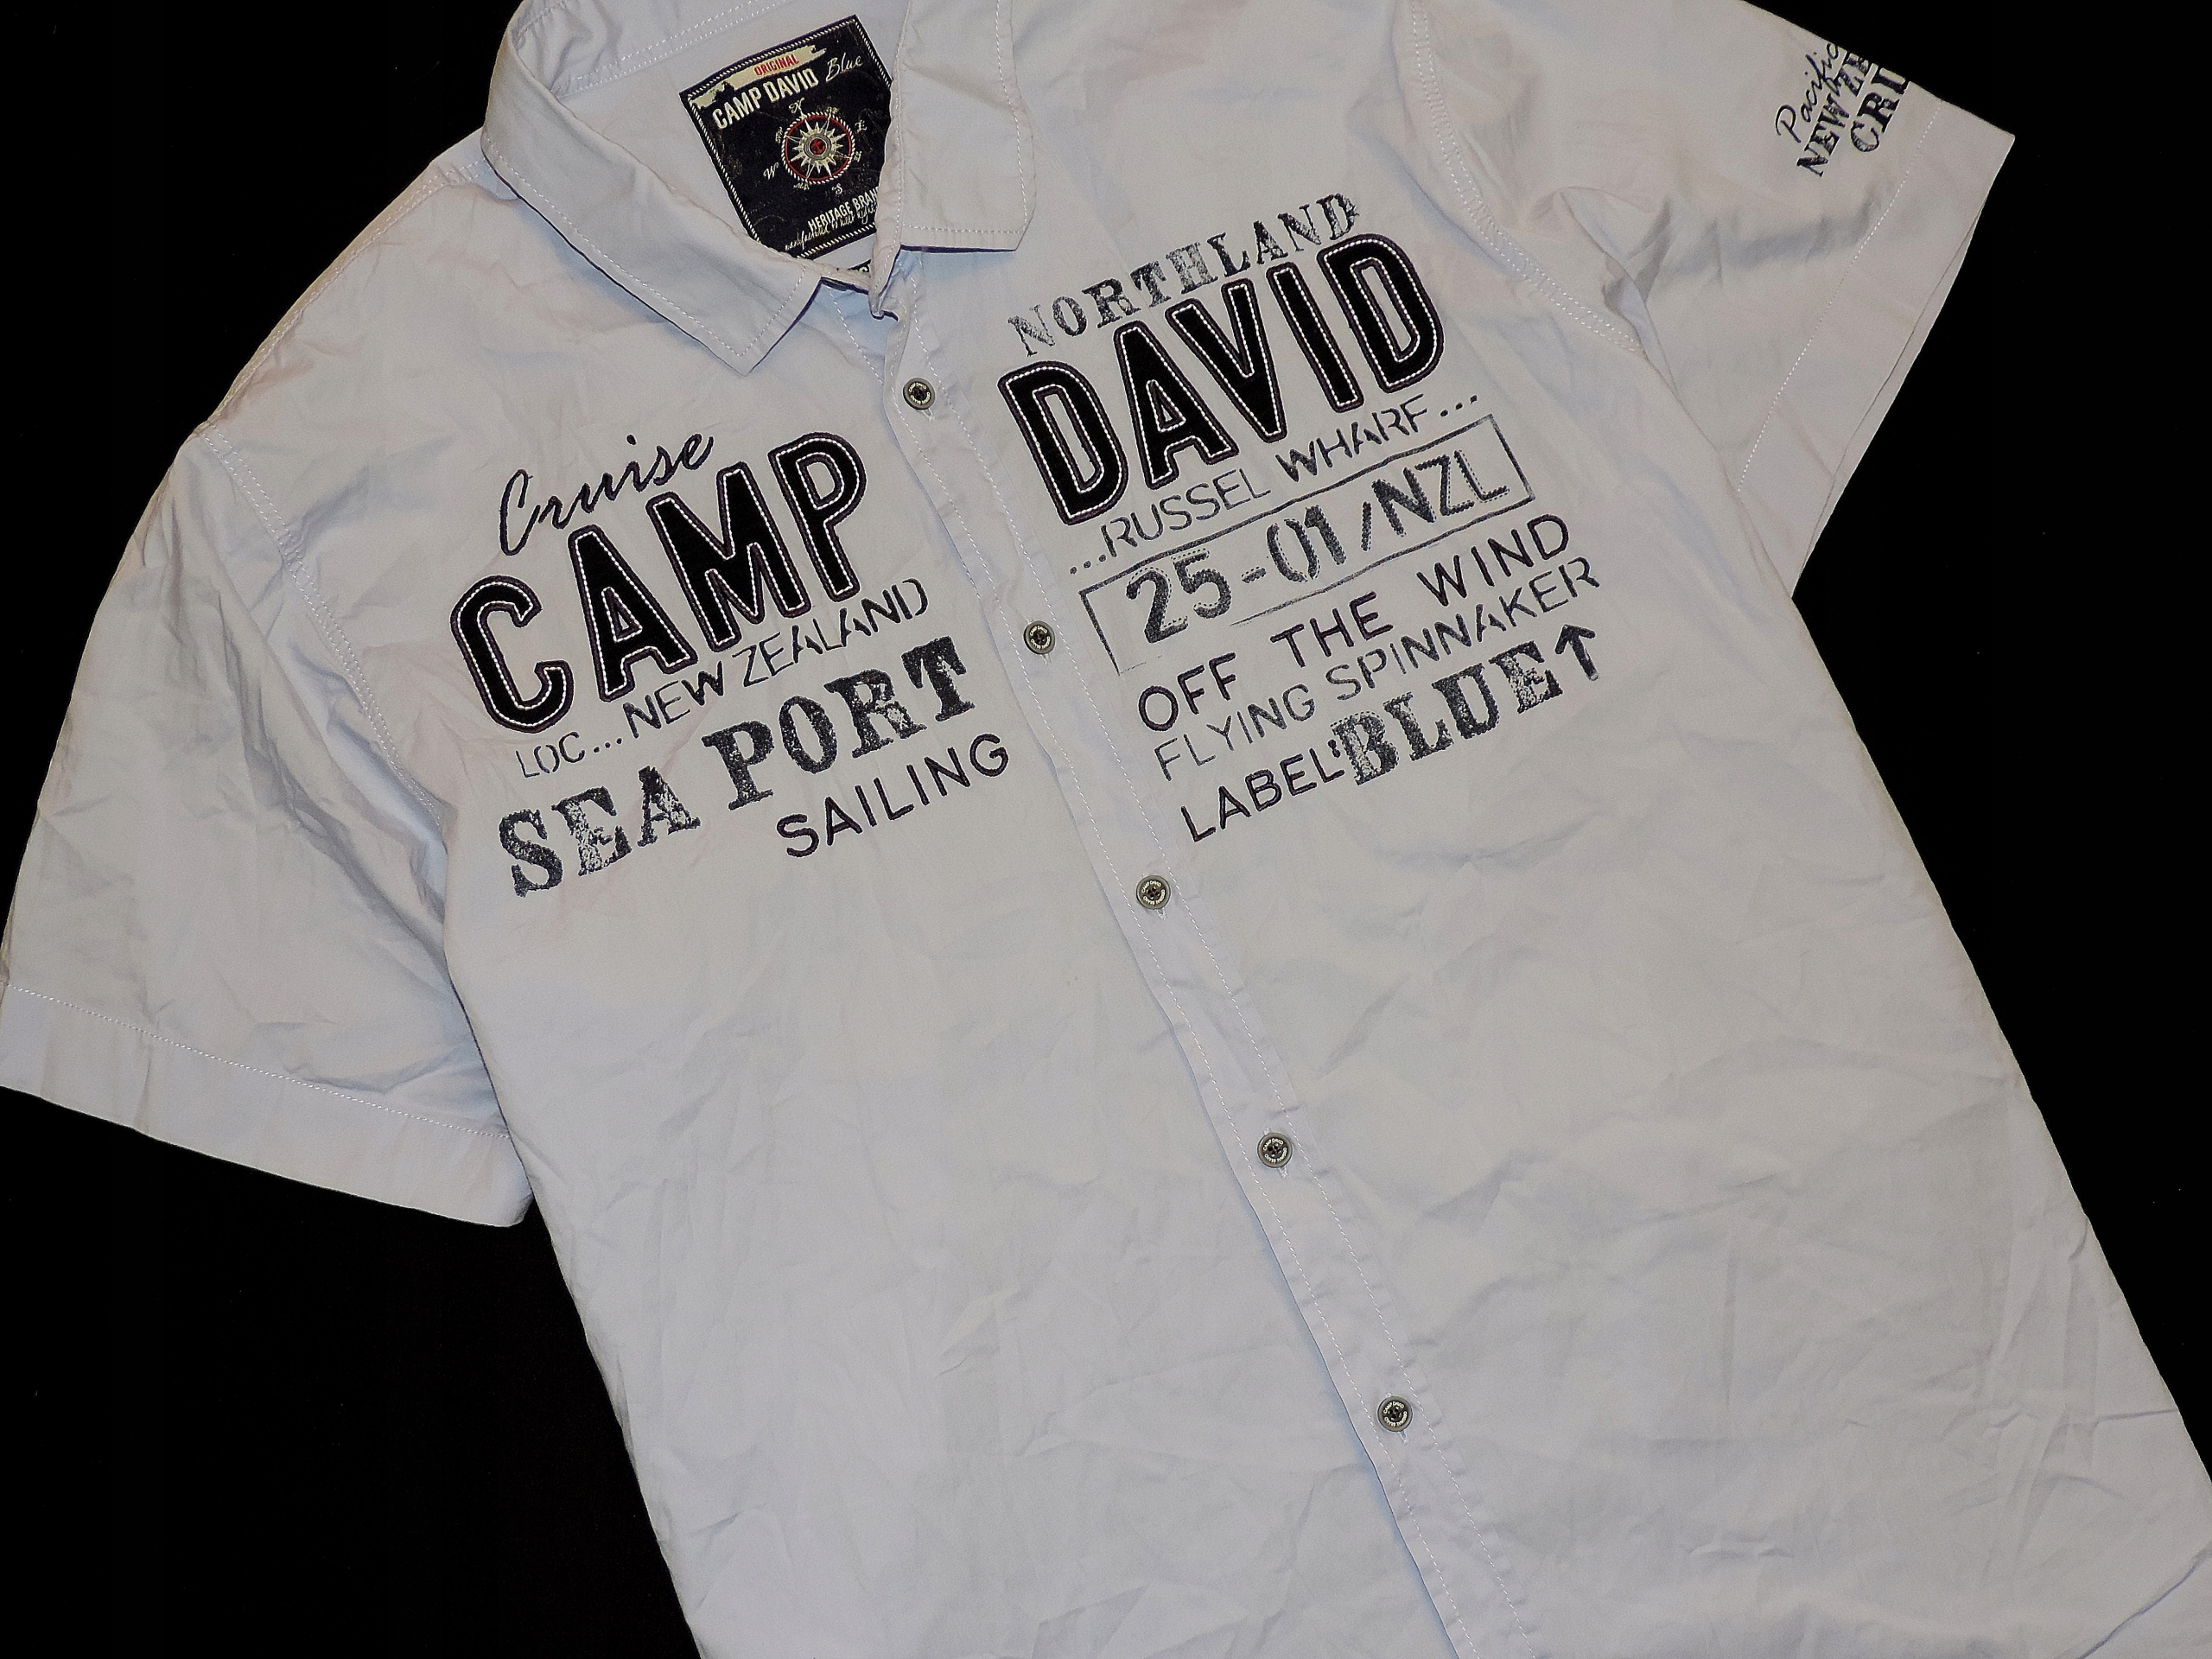 ORIGINAL
CAMP DAVID Blue
N
W
E
S
HERITAGE BRAN
Cruise
CAMP
LOC... NEW ZEALAND
SEA PORT
SAILING
NORTHLAND
DAVID
...RUSSEL WHARF...
25-01/NZL
OFF THE WIND
FLYING SPINNAKER
LABEL:BLUE↑
Pacific
NEW ZE
CRU